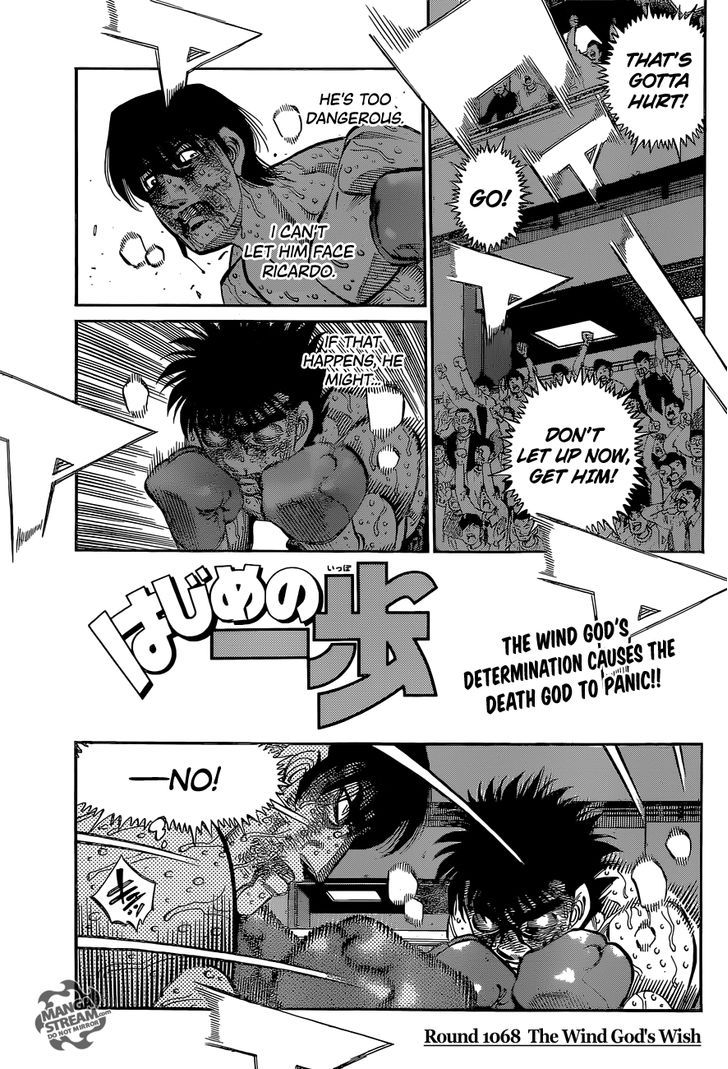 THAT'S
GOTTA
HURT!
GO!
DON'T
LET UP NOW,
GET HIM!
HE'S TOO
DANGEROUS.
I CAN'T
LET HIM FACE
RICARDO.
IF THAT
HAPPENS, HE
MIGHT...
いっぽ
はじめの一歩
THE WIND GOD'S
DETERMINATION CAUSES THE
DEATH GOD TO PANIC!!
—NO!
MANGA
STREAM.COM
DO NOT MIRROR
Round 1068 The Wind God's Wish